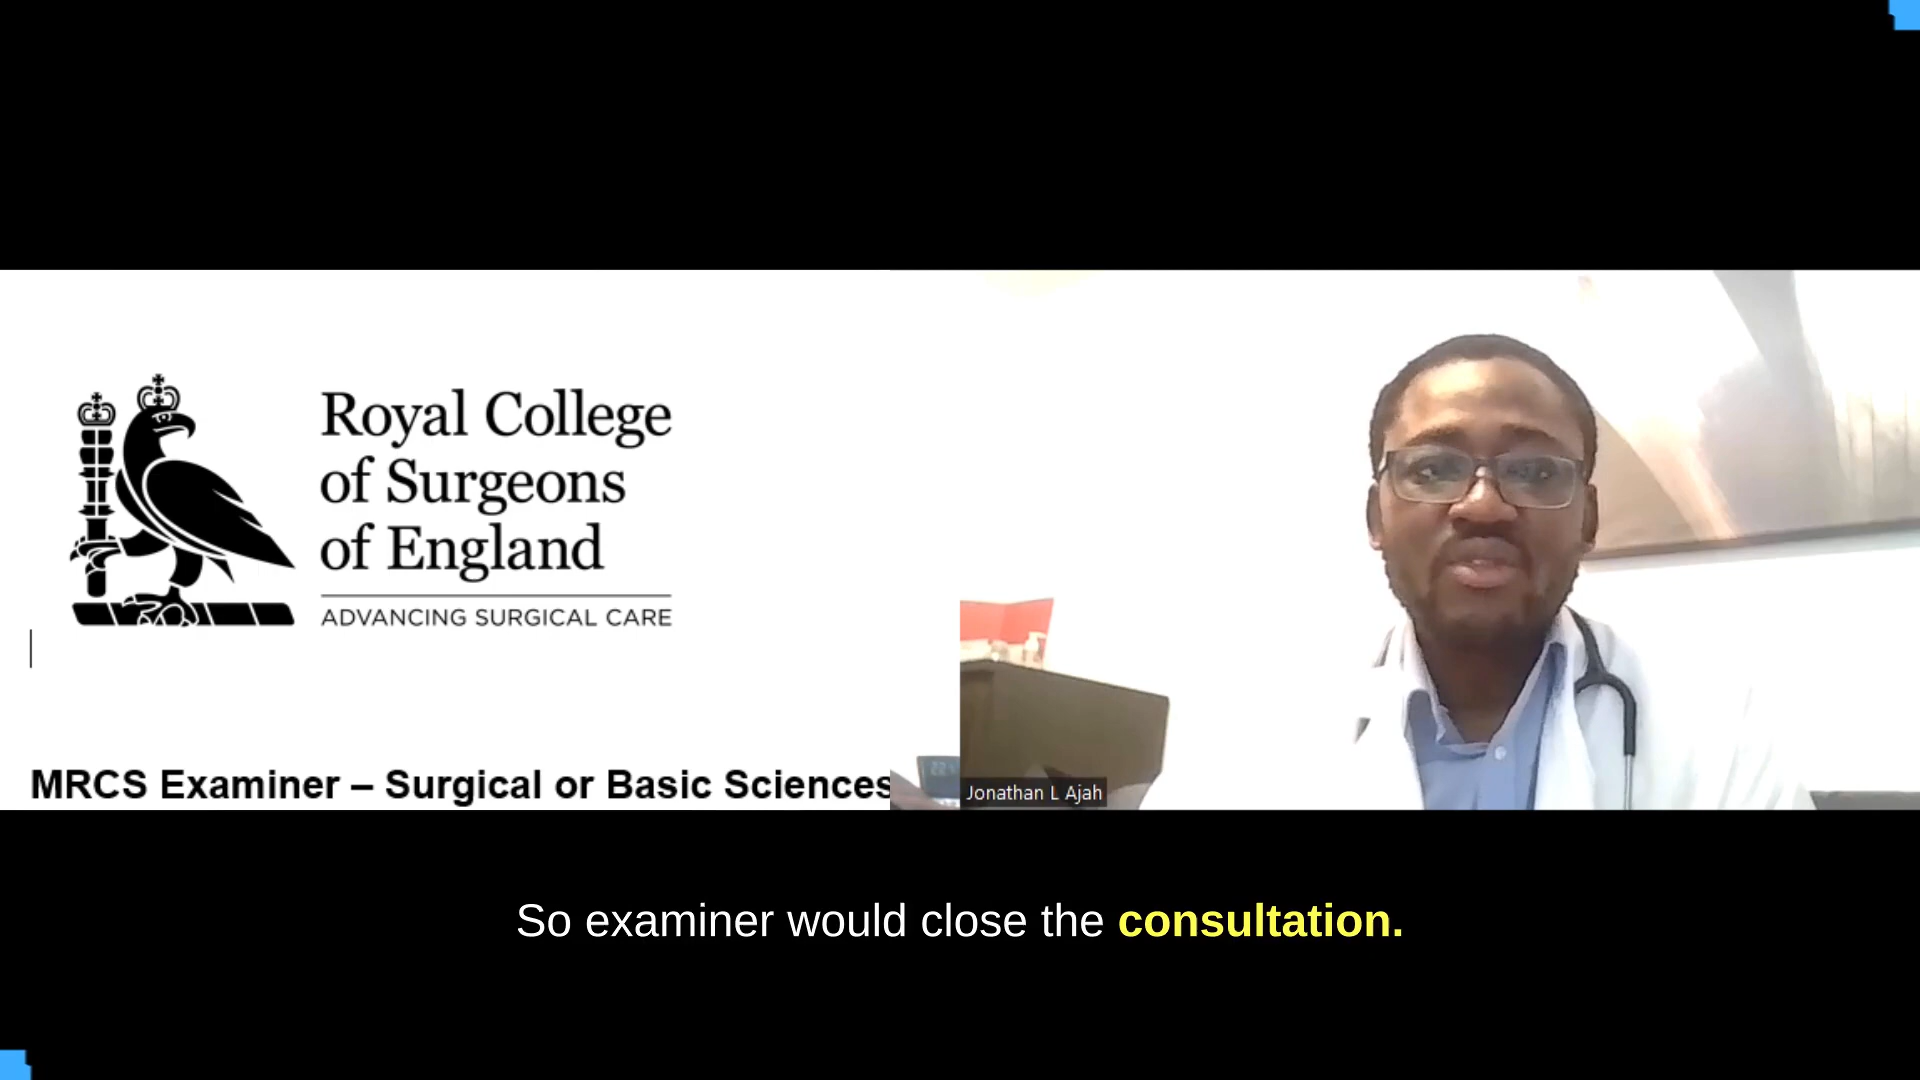 Royal College
of Surgeons
of England
ADVANCING SURGICAL CARE
MRCS Examiner – Surgical or Basic Sciences
Jonathan L Ajah
So examiner would close the consultation.